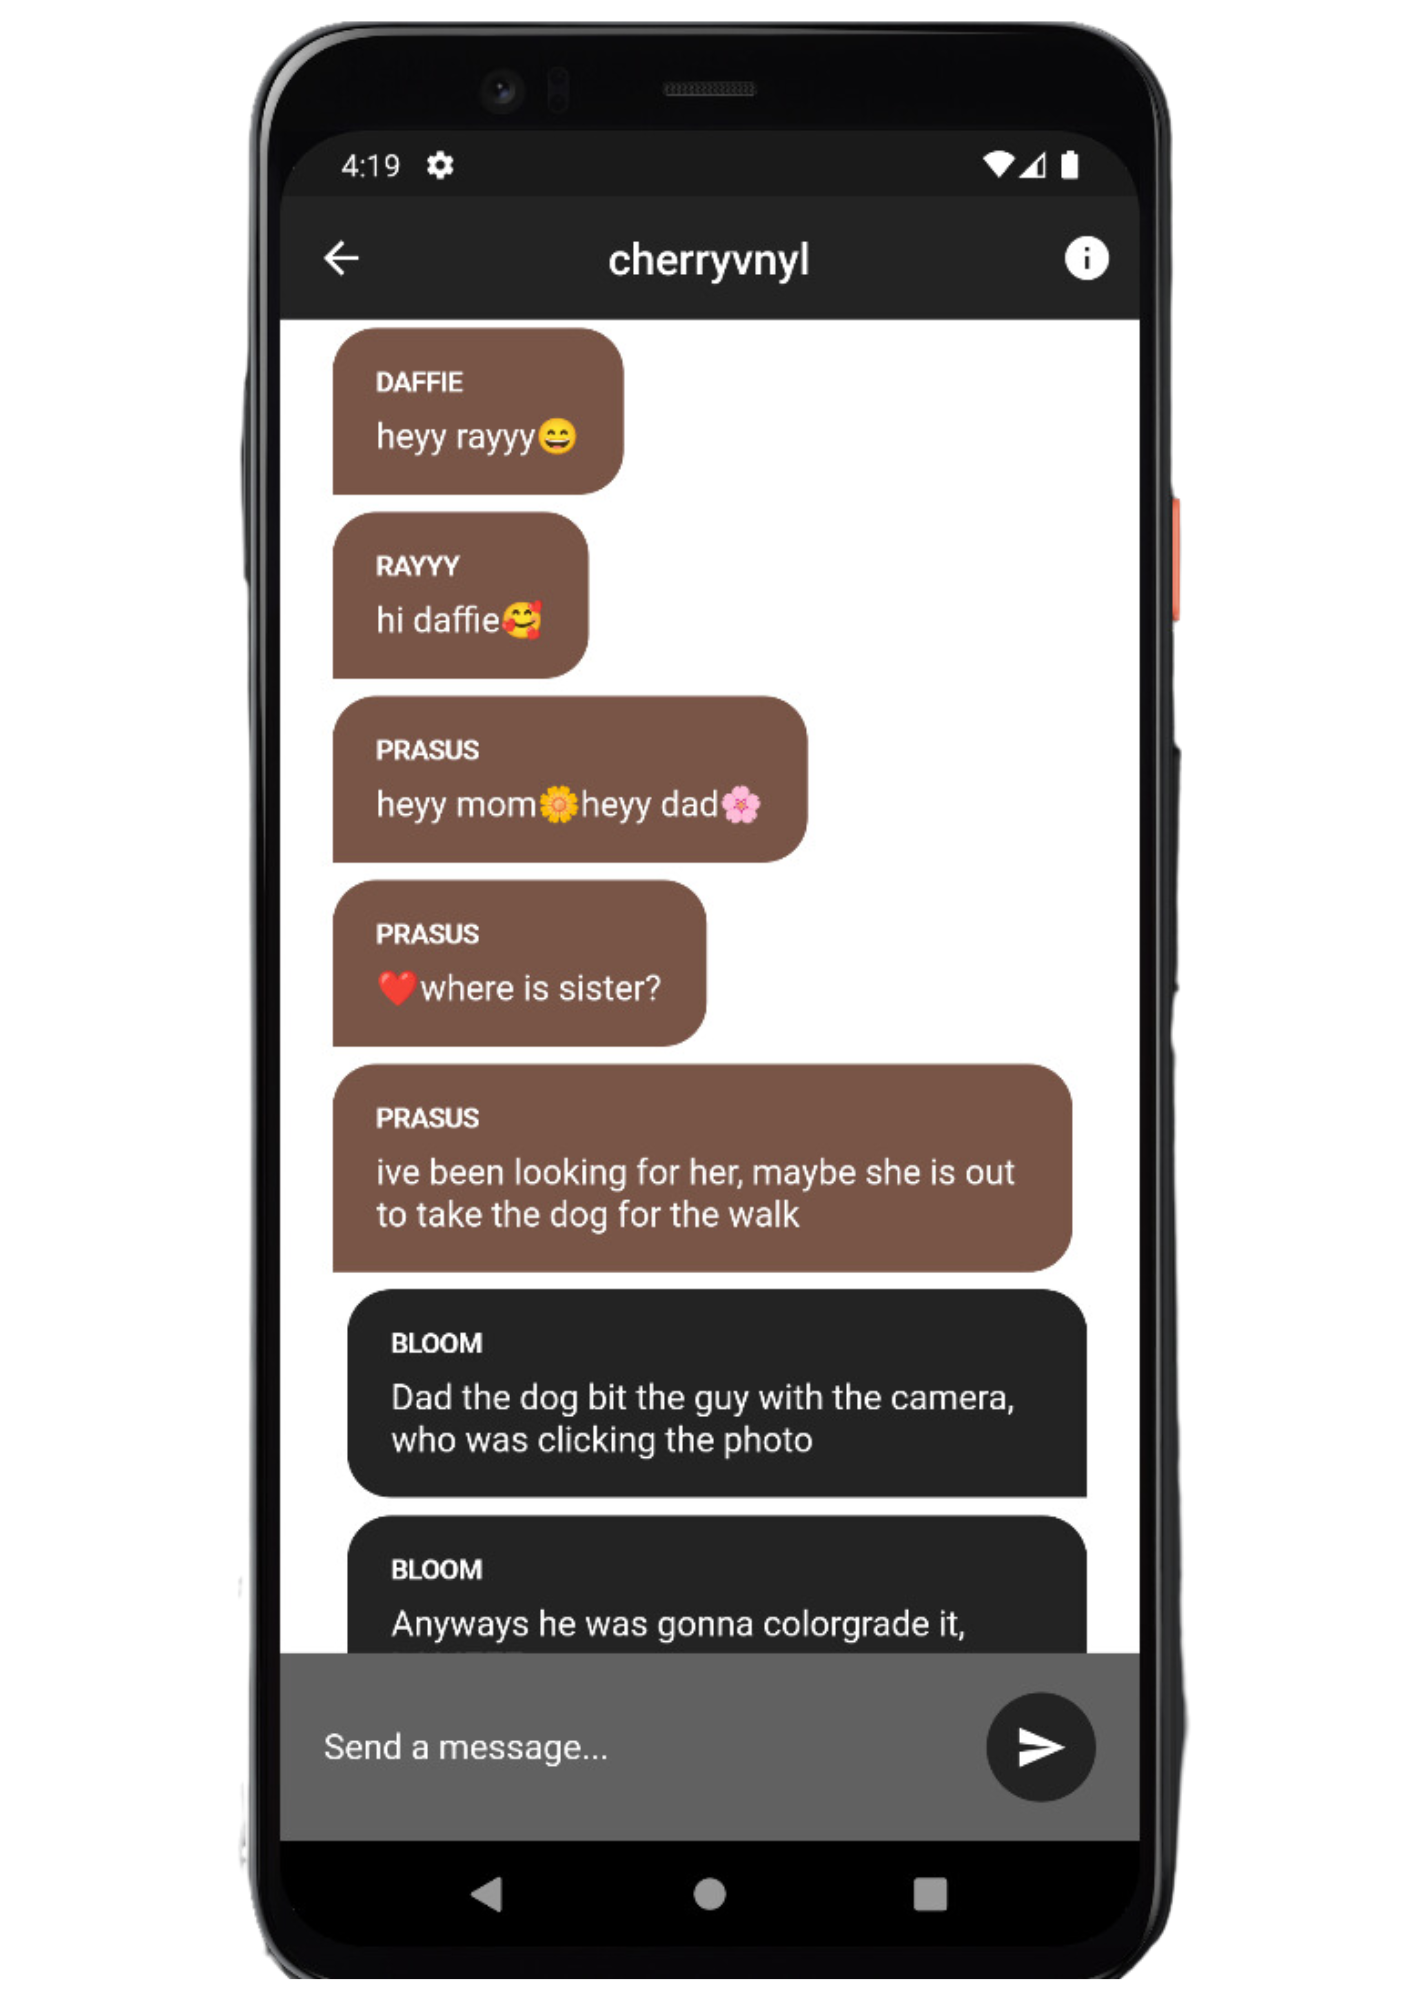 4:19
cherryvnyl
DAFFIE
heyy rayyy😄
RAYYY
hi daffie🥰
PRASUS
heyy mom🌼heyy dad🌸
PRASUS
❤️where is sister?
PRASUS
ive been looking for her, maybe she is out
to take the dog for the walk
BLOOM
Dad the dog bit the guy with the camera,
who was clicking the photo
BLOOM
Anyways he was gonna colorgrade it,
Send a message...